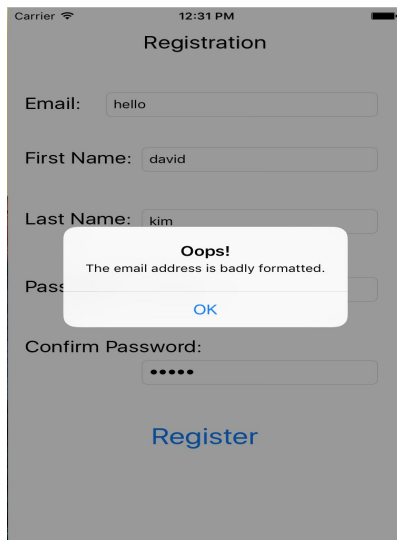 Carrier 12:31 PM
Registration
Email: hello
First Name: david
Last Name: kim
Oops!
The email address is badly formatted.
Pass
OK
Confirm Password:
•••••
Register